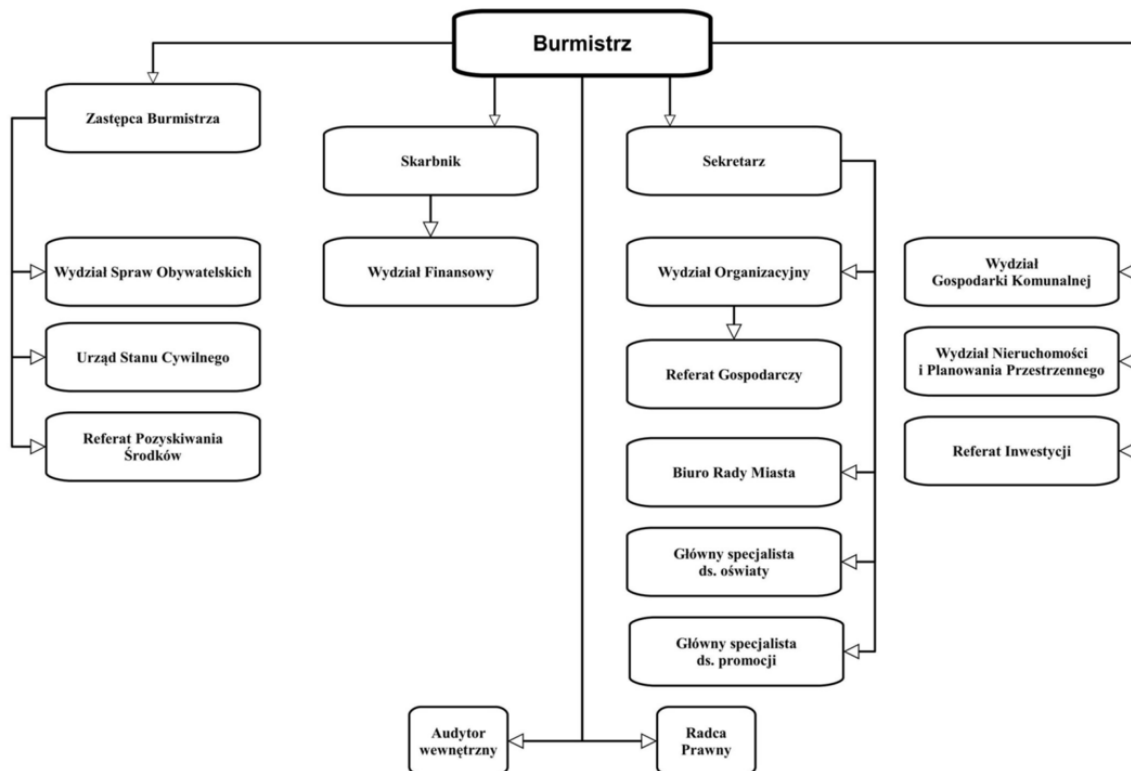 Burmistrz
Zastępca Burmistrza
Skarbnik
Sekretarz
Wydział Spraw Obywatelskich
Wydział Finansowy
Wydział Organizacyjny
Wydział
Gospodarki Komunalnej
Urząd Stanu Cywilnego
Referat Gospodarczy
Wydział Nieruchomości
i Planowania Przestrzennego
Referat Pozyskiwania
Środków
Biuro Rady Miasta
Referat Inwestycji
Główny specjalista
ds. oświaty
Główny specjalista
ds. promocji
Audytor
wewnętrzny
Radca
Prawny